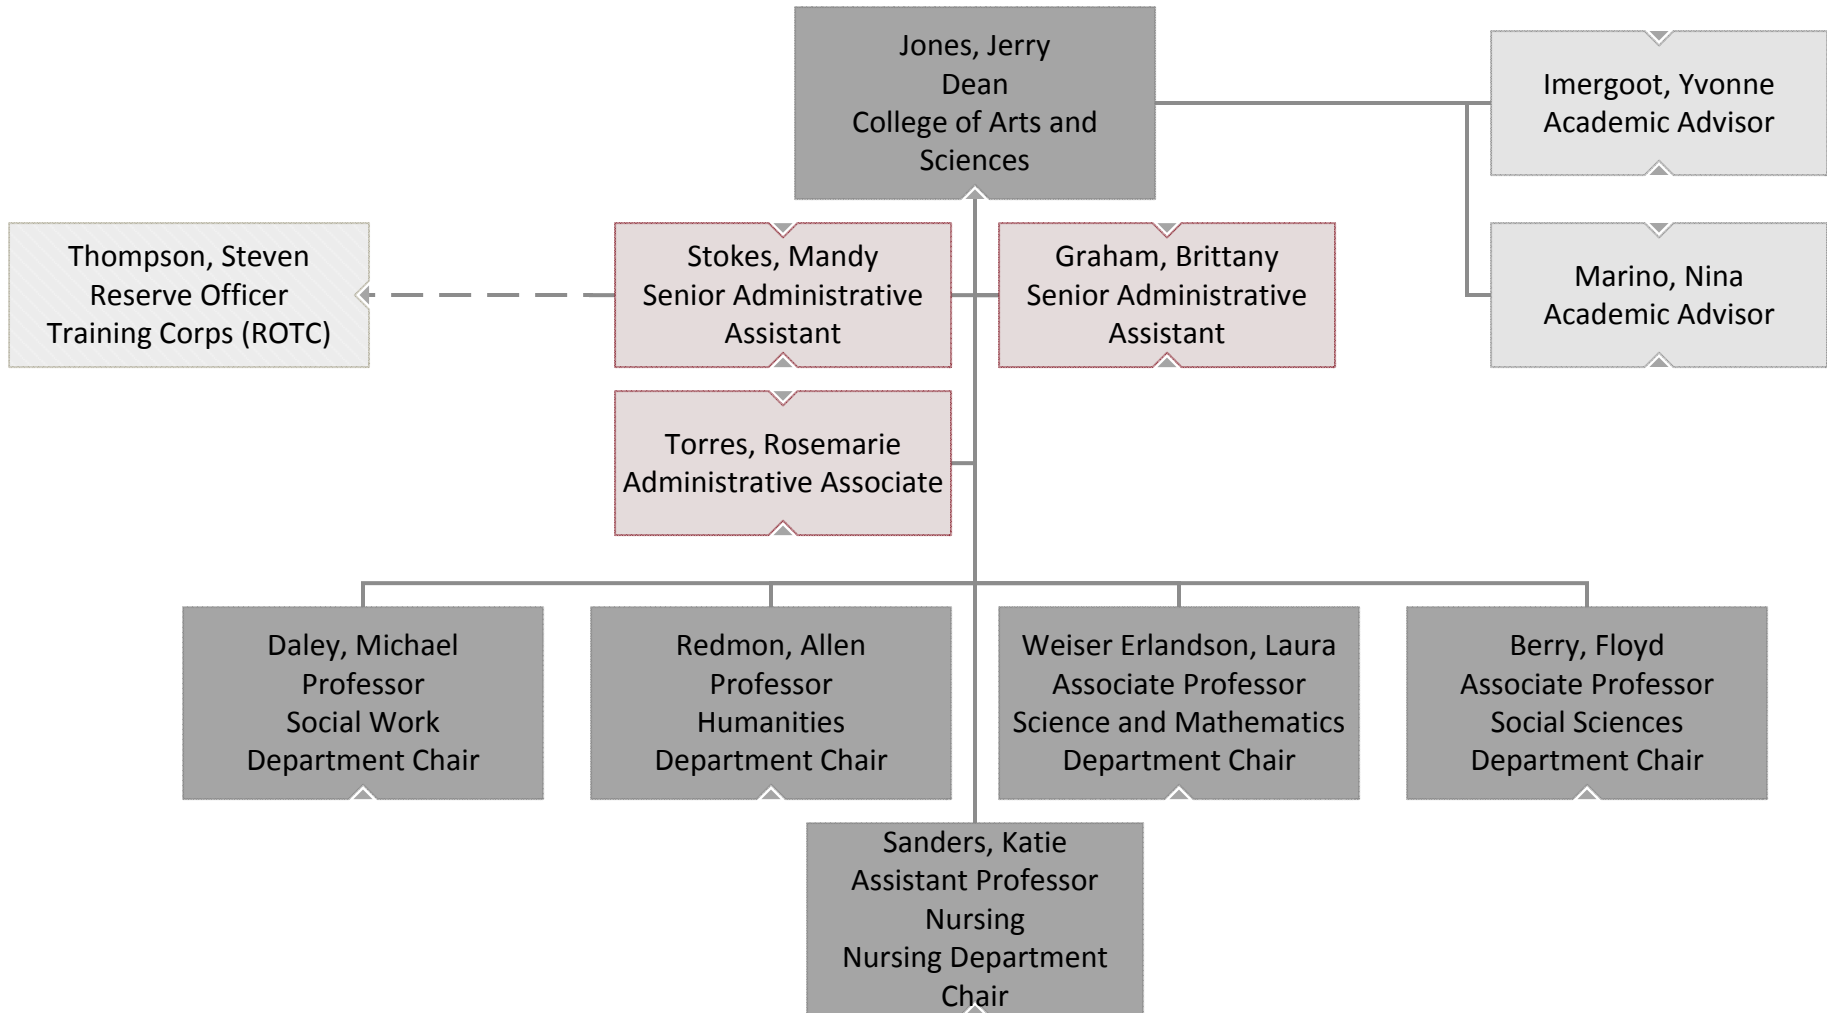 Jones, Jerry
Dean
College of Arts and
Sciences
Imergoot, Yvonne
Academic Advisor
Thompson, Steven
Reserve Officer
Training Corps (ROTC)
Stokes, Mandy
Senior Administrative
Assistant
Graham, Brittany
Senior Administrative
Assistant
Marino, Nina
Academic Advisor
Torres, Rosemarie
Administrative Associate
Daley, Michael
Professor
Social Work
Department Chair
Redmon, Allen
Professor
Humanities
Department Chair
Weiser Erlandson, Laura
Associate Professor
Science and Mathematics
Department Chair
Berry, Floyd
Associate Professor
Social Sciences
Department Chair
Sanders, Katie
Assistant Professor
Nursing
Nursing Department
Chair